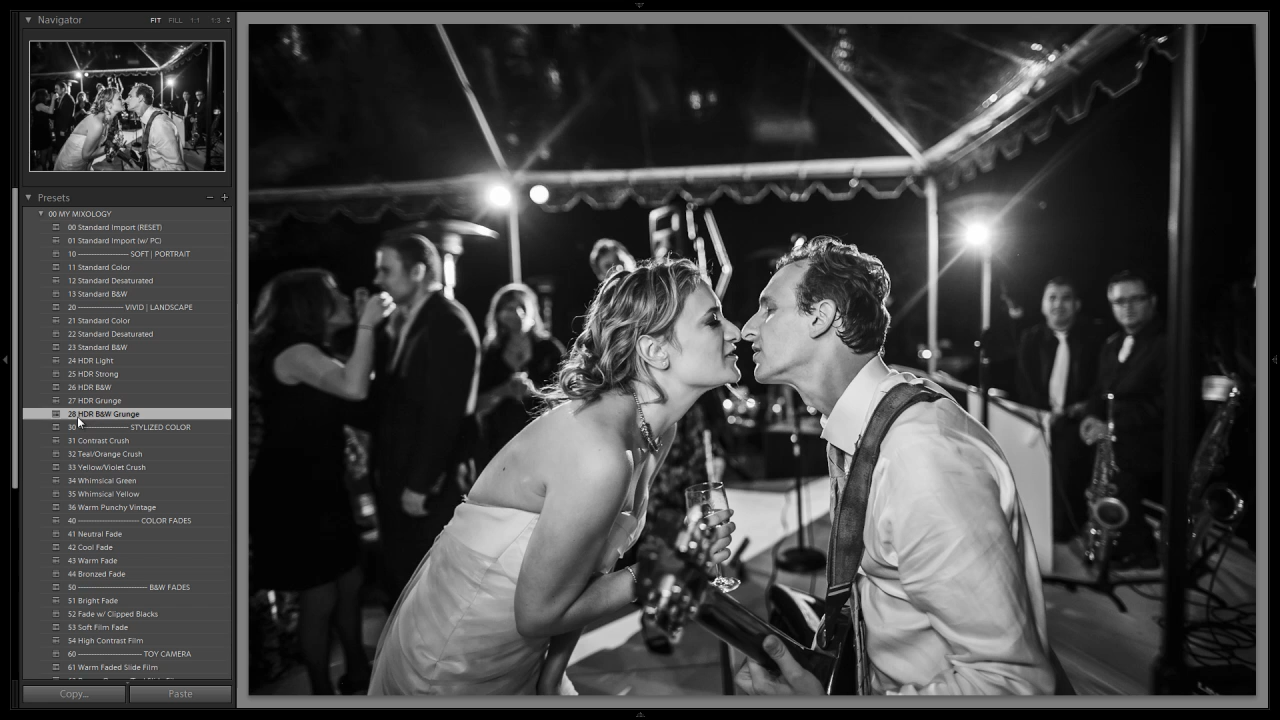 Navigator FIT FILL 1:1 1:3
Presets
00 MY MIXOLOGY
00 Standard Import (RESET)
01 Standard Import (w/ PC)
10 ---------------- SOFT | PORTRAIT
11 Standard Color
12 Standard Desaturated
13 Standard B&W
20 -------------- VIVID | LANDSCAPE
21 Standard Color
22 Standard Desaturated
23 Standard B&W
24 HDR Light
25 HDR Strong
26 HDR B&W
27 HDR Grunge
28 HDR B&W Grunge
30 ---------------- STYLIZED COLOR
31 Contrast Crush
32 Teal/Orange Crush
33 Yellow/Violet Crush
34 Whimsical Green
35 Whimsical Yellow
36 Warm Punchy Vintage
40 ------------------- COLOR FADES
41 Neutral Fade
42 Cool Fade
43 Warm Fade
44 Bronzed Fade
50 ---------------------- B&W FADES
51 Bright Fade
52 Fade w/ Clipped Blacks
53 Soft Film Fade
54 High Contrast Film
60 -------------------- TOY CAMERA
61 Warm Faded Slide Film
Copy... Paste